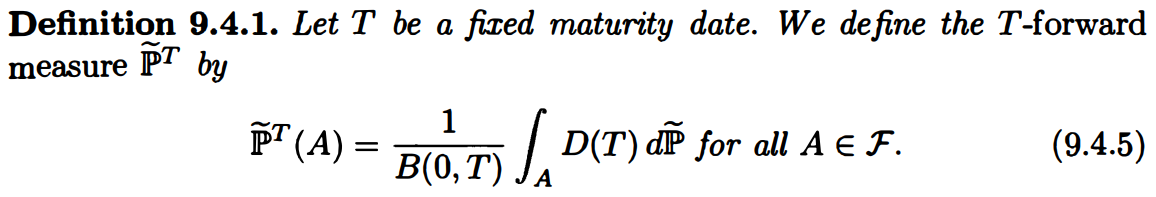 Definition 9.4.1. Let T be a fixed maturity date. We define the T-forward
measure P̃ᵀ by
P̃ᵀ(A) = 1/B(0,T) ∫_A D(T) dP̃ for all A ∈ ℱ. (9.4.5)